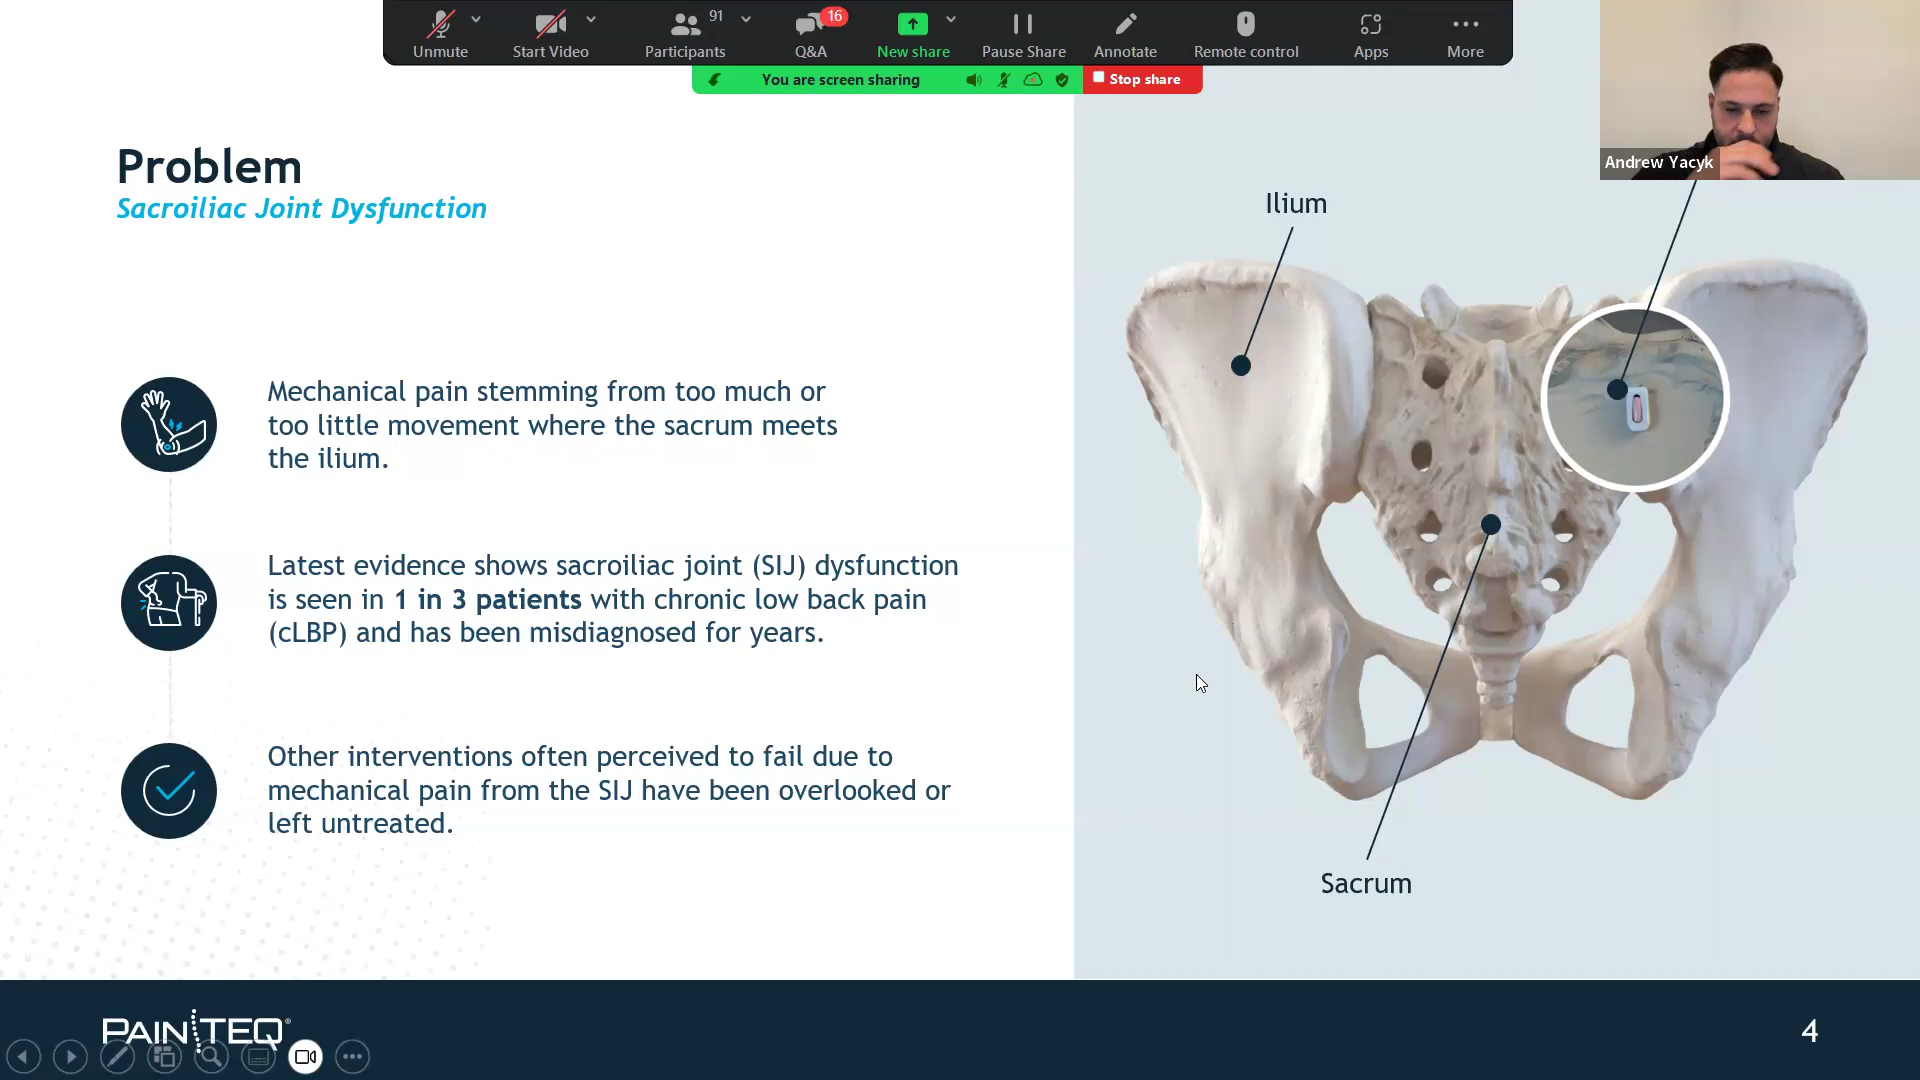 Unmute
Start Video
91
Participants
16
Q&A
New share
Pause Share
Annotate
Remote control
Apps
More
You are screen sharing
Stop share
Andrew Yacyk
Problem
Sacroiliac Joint Dysfunction
Mechanical pain stemming from too much or
too little movement where the sacrum meets
the ilium.
Latest evidence shows sacroiliac joint (SIJ) dysfunction
is seen in 1 in 3 patients with chronic low back pain
(cLBP) and has been misdiagnosed for years.
Other interventions often perceived to fail due to
mechanical pain from the SIJ have been overlooked or
left untreated.
Ilium
Sacrum
PAINTEQ®
4